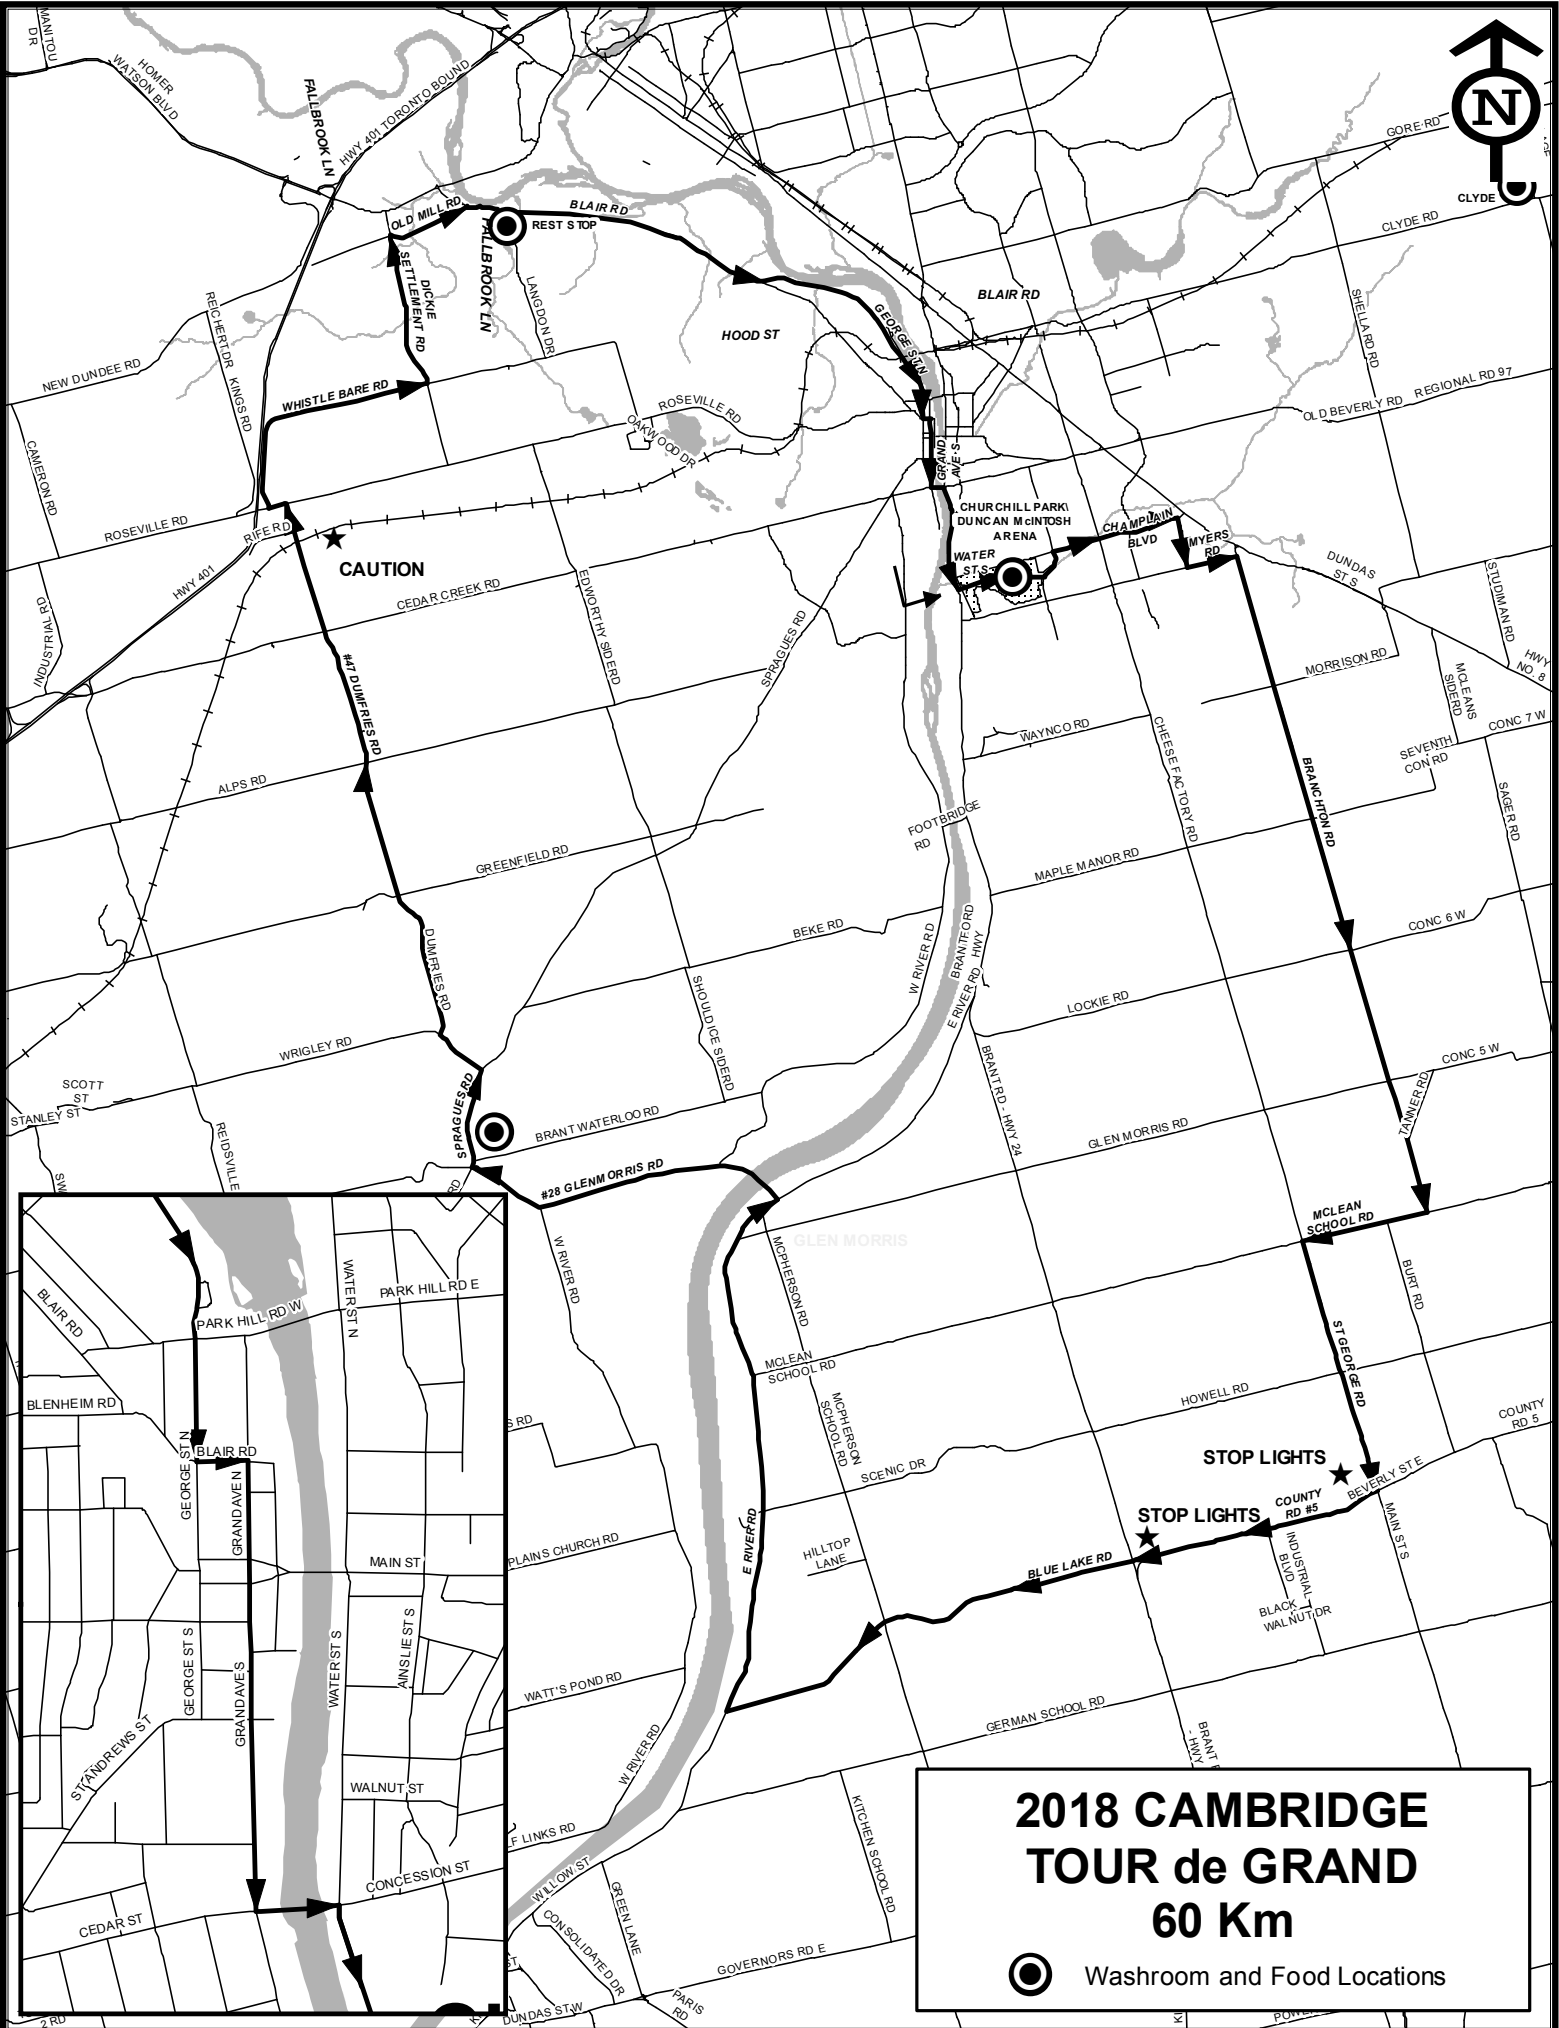 MANITOU
DR
HOMER
WATSON BLVD
FALLBROOK LN
HWY 401 TORONTO BOUND
GORE RD
N
CLYDE
CLYDE RD
OLD MILL RD
BLAIR RD
REST STOP
FALLBROOK LN
DICKIE
SETTLEMENT RD
LANGDON DR
BLAIR RD
HOOD ST
GEORGE ST N
SHELLARD RD
REICHERT DR
KINGS RD
NEW DUNDEE RD
WHISTLE BARE RD
ROSEVILLE RD
OAKWOOD DR
REGIONAL RD 97
OLD BEVERLY RD
CAMERON RD
GRAND
AVE S
ROSEVILLE RD
RIFE RD
CAUTION
CHURCHILL PARK\
DUNCAN McINTOSH
ARENA
CHAMPLAIN
BLVD
MYERS
RD
WATER
ST S
DUNDAS
ST S
STUDIMAN RD
HWY 401
CEDAR CREEK RD
EDWORTHY SIDERD
INDUSTRIAL RD
SPRAGUES RD
MORRISON RD
MCLEANS
SIDERD
HWY
NO. 8
#47 DUMFRIES RD
WAYNCO RD
CHEESE FACTORY RD
CONC 7 W
SEVENTH
CON RD
ALPS RD
BRANCHTON RD
SAGER RD
FOOTBRIDGE
RD
GREENFIELD RD
MAPLE MANOR RD
BEKE RD
CONC 6 W
DUMFRIES RD
W RIVER RD
BRANTFORD
HWY
E RIVER RD
SHOULDICE SIDERD
LOCKIE RD
WRIGLEY RD
BRANT RD - HWY 24
CONC 5 W
SCOTT
ST
STANLEY ST
SPRAGUES RD
BRANT WATERLOO RD
TANNER RD
GLEN MORRIS RD
REIDSVILLE
SW
RD
#28 GLENMORRIS RD
MCLEAN
SCHOOL RD
GLEN MORRIS
W RIVER RD
MCPHERSON RD
BURT RD
ST GEORGE RD
MCLEAN
SCHOOL RD
HOWELL RD
MCPHERSON
SCHOOL RD
COUNTY
RD 5
S RD
SCENIC DR
STOP LIGHTS
BEVERLY ST E
COUNTY
RD #5
STOP LIGHTS
MAIN ST S
E RIVER RD
PLAINS CHURCH RD
HILLTOP
LANE
BLUE LAKE RD
INDUSTRIAL
BLVD
BLACK
WALNUT DR
WATT'S POND RD
GERMAN SCHOOL RD
W RIVER RD
BRANT
- HWY
KITCHEN SCHOOL RD
LF LINKS RD
WILLOW ST
GREEN LANE
CONSOLIDATED DR
GOVERNORS RD E
DUNDAS ST W
PARIS
RD
POWE
2 RD
BLAIR RD
PARK HILL RD W
WATER ST N
PARK HILL RD E
BLENHEIM RD
GEORGE ST N
BLAIR RD
GRAND AVE N
MAIN ST
GEORGE ST S
GRAND AVE S
WATER ST S
AINSLIE ST S
ST ANDREWS ST
WALNUT ST
CONCESSION ST
CEDAR ST
2018 CAMBRIDGE
TOUR de GRAND
60 Km
Washroom and Food Locations